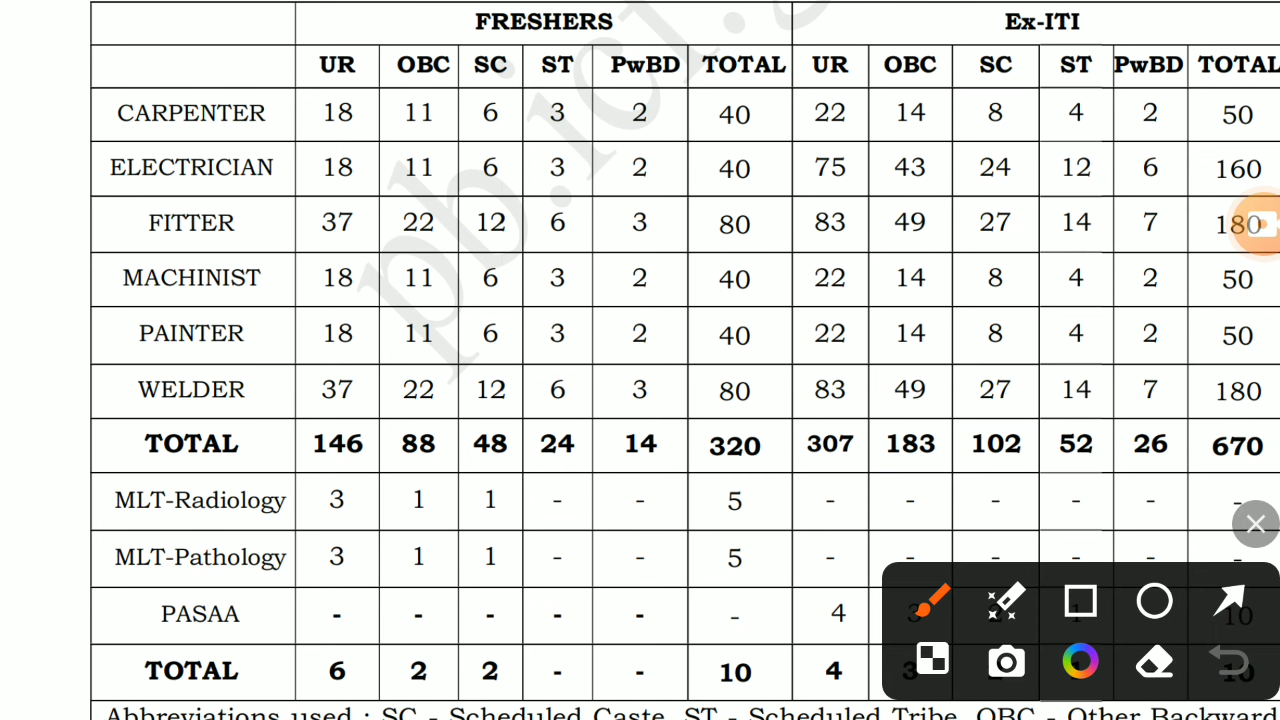 FRESHERS Ex-ITI
UR OBC SC ST PwBD TOTAL UR OBC SC ST PwBD TOTAL
CARPENTER 18 11 6 3 2 40 22 14 8 4 2 50
ELECTRICIAN 18 11 6 3 2 40 75 43 24 12 6 160
FITTER 37 22 12 6 3 80 83 49 27 14 7 180
MACHINIST 18 11 6 3 2 40 22 14 8 4 2 50
PAINTER 18 11 6 3 2 40 22 14 8 4 2 50
WELDER 37 22 12 6 3 80 83 49 27 14 7 180
TOTAL 146 88 48 24 14 320 307 183 102 52 26 670
MLT-Radiology 3 1 1 - - 5 - - - - - -
MLT-Pathology 3 1 1 - - 5 - - - - - -
PASAA - - - - - - 4 3 2 1 10
TOTAL 6 2 2 - - 10 4 3 10
Abbreviations used : SC - Scheduled Caste, ST - Scheduled Tribe, OBC - Other Backward
pb.icf.g